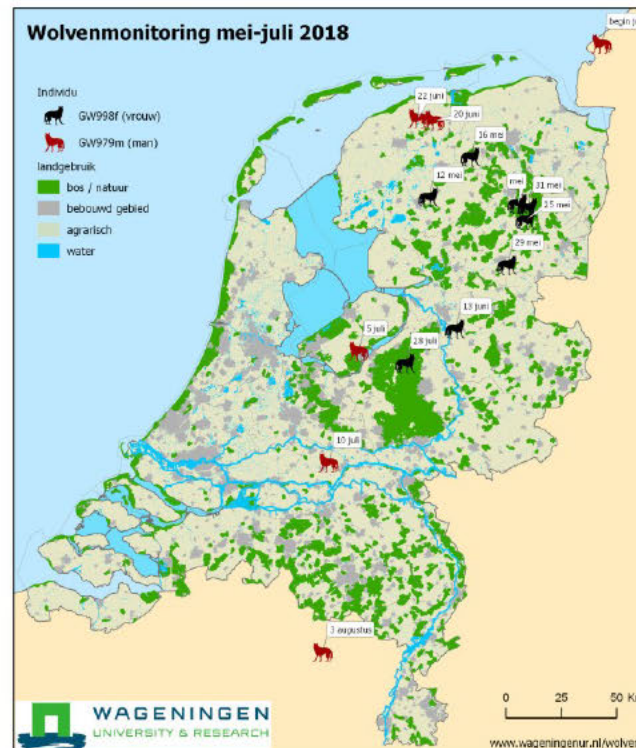 Wolvenmonitoring mei-juli 2018
begin j
Individu
GW998f (vrouw)
GW979m (man)
landgebruik
bos / natuur
bebouwd gebied
agrarisch
water
22 juni
20 juni
16 mei
12 mei
mei
31 mei
25 mei
29 mei
13 juni
5 juli
28 juli
10 juli
3 augustus
WAGENINGEN
UNIVERSITY & RESEARCH
0 25 50 K
www.wageningenur.nl/wolve